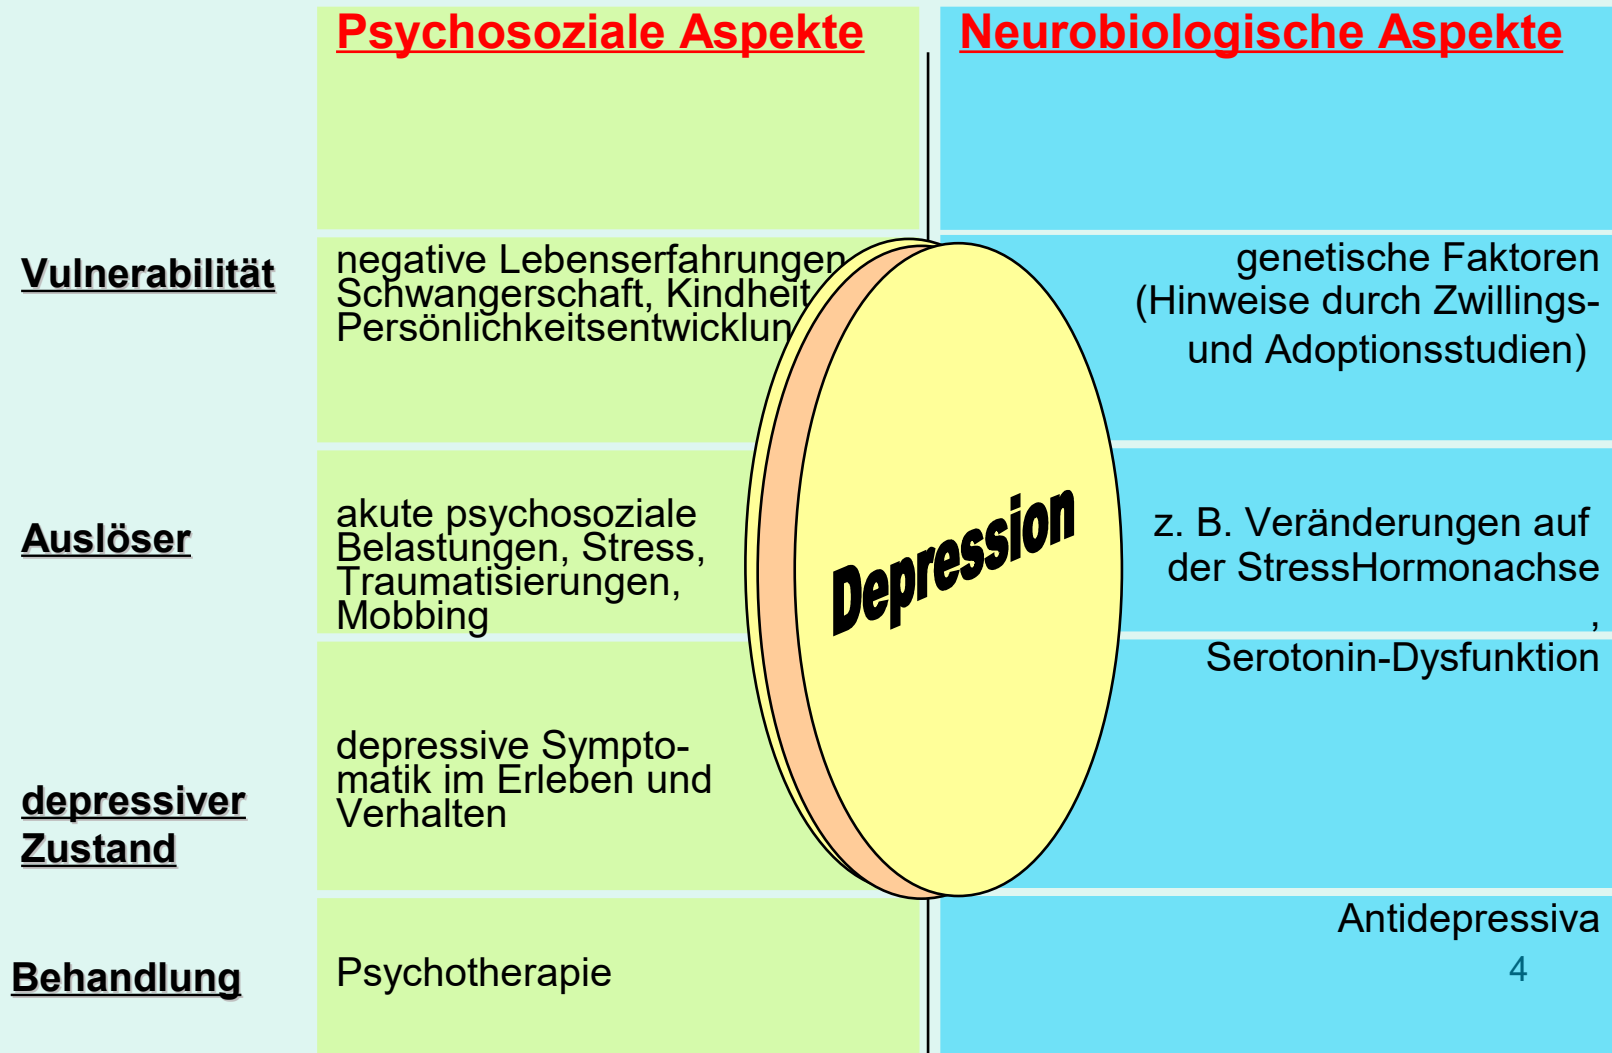 Psychosoziale Aspekte
Neurobiologische Aspekte
Vulnerabilität
negative Lebenserfahrungen
Schwangerschaft, Kindheit
Persönlichkeitsentwicklun
genetische Faktoren
(Hinweise durch Zwillings-
und Adoptionsstudien)
Auslöser
akute psychosoziale
Belastungen, Stress,
Traumatisierungen,
Mobbing
Depression
z. B. Veränderungen auf
der StressHormonachse
,
depressiver
Zustand
depressive Sympto-
matik im Erleben und
Verhalten
Serotonin-Dysfunktion
Behandlung
Psychotherapie
Antidepressiva
4